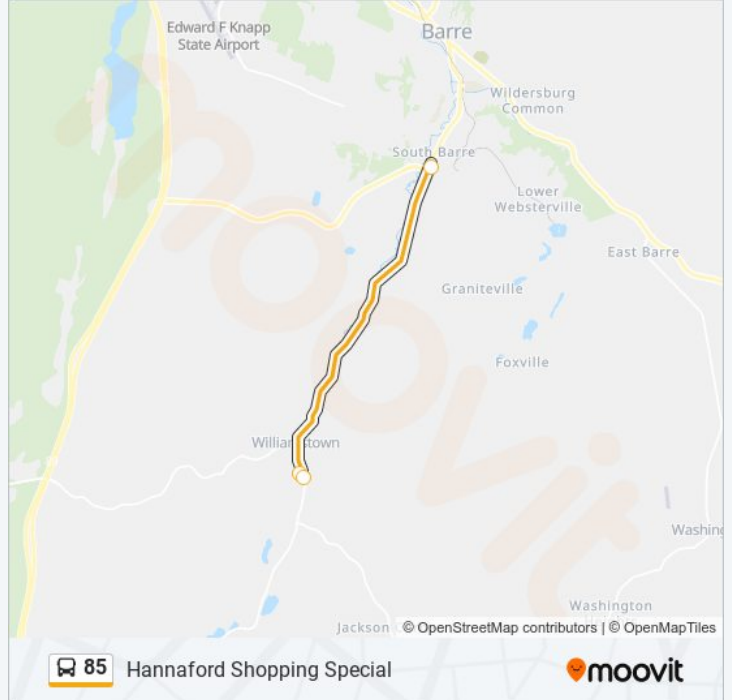 Edward F Knapp
State Airport
Barre
Wildersburg
Common
South Barre
Lower
Websterville
East Barre
Graniteville
Foxville
Williamstown
Washing
Washington
Jackson
© OpenStreetMap contributors | © OpenMapTiles
moovit
85 Hannaford Shopping Special
moovit